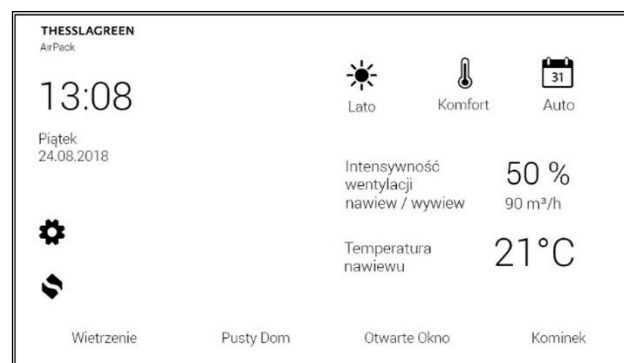 THESSLAGREEN
AirPack
13:08
Piątek
24.08.2018
31
Lato
Komfort
Auto
Intensywność
wentylacji
nawiew / wywiew
50 %
90 m³/h
Temperatura
nawiewu
21°C
Wietrzenie
Pusty Dom
Otwarte Okno
Kominek